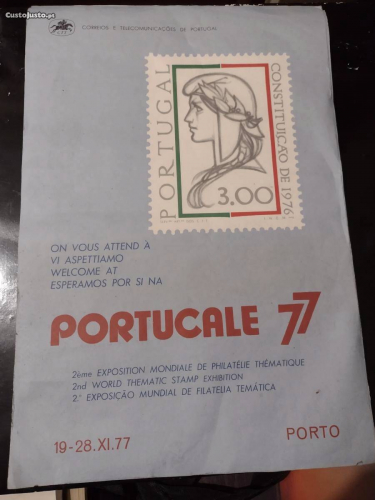 CustoJusto.pt
CORREIOS E TELECOMUNICAÇÕES DE PORTUGAL
PORTUGAL
CONSTITUIÇÃO DE 1976
3.00
ON VOUS ATTEND À
VI ASPETTIAMO
WELCOME AT
ESPERAMOS POR SI NA
PORTUCALE 77
2ème EXPOSITION MONDIALE DE PHILATÉLIE THÉMATIQUE
2nd WORLD THEMATIC STAMP EXHIBITION
2.ª EXPOSIÇÃO MUNDIAL DE FILATELIA TEMÁTICA
19-28.XI.77
PORTO